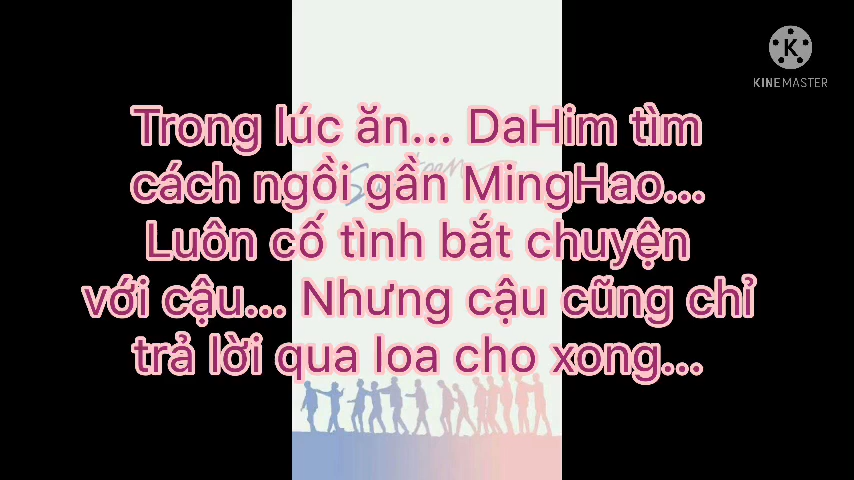 KINEMASTER
Trong lúc ăn... DaHim tìm
cách ngồi gần MingHao...
Luôn cố tình bắt chuyện
với cậu... Nhưng cậu cũng chỉ
trả lời qua loa cho xong...